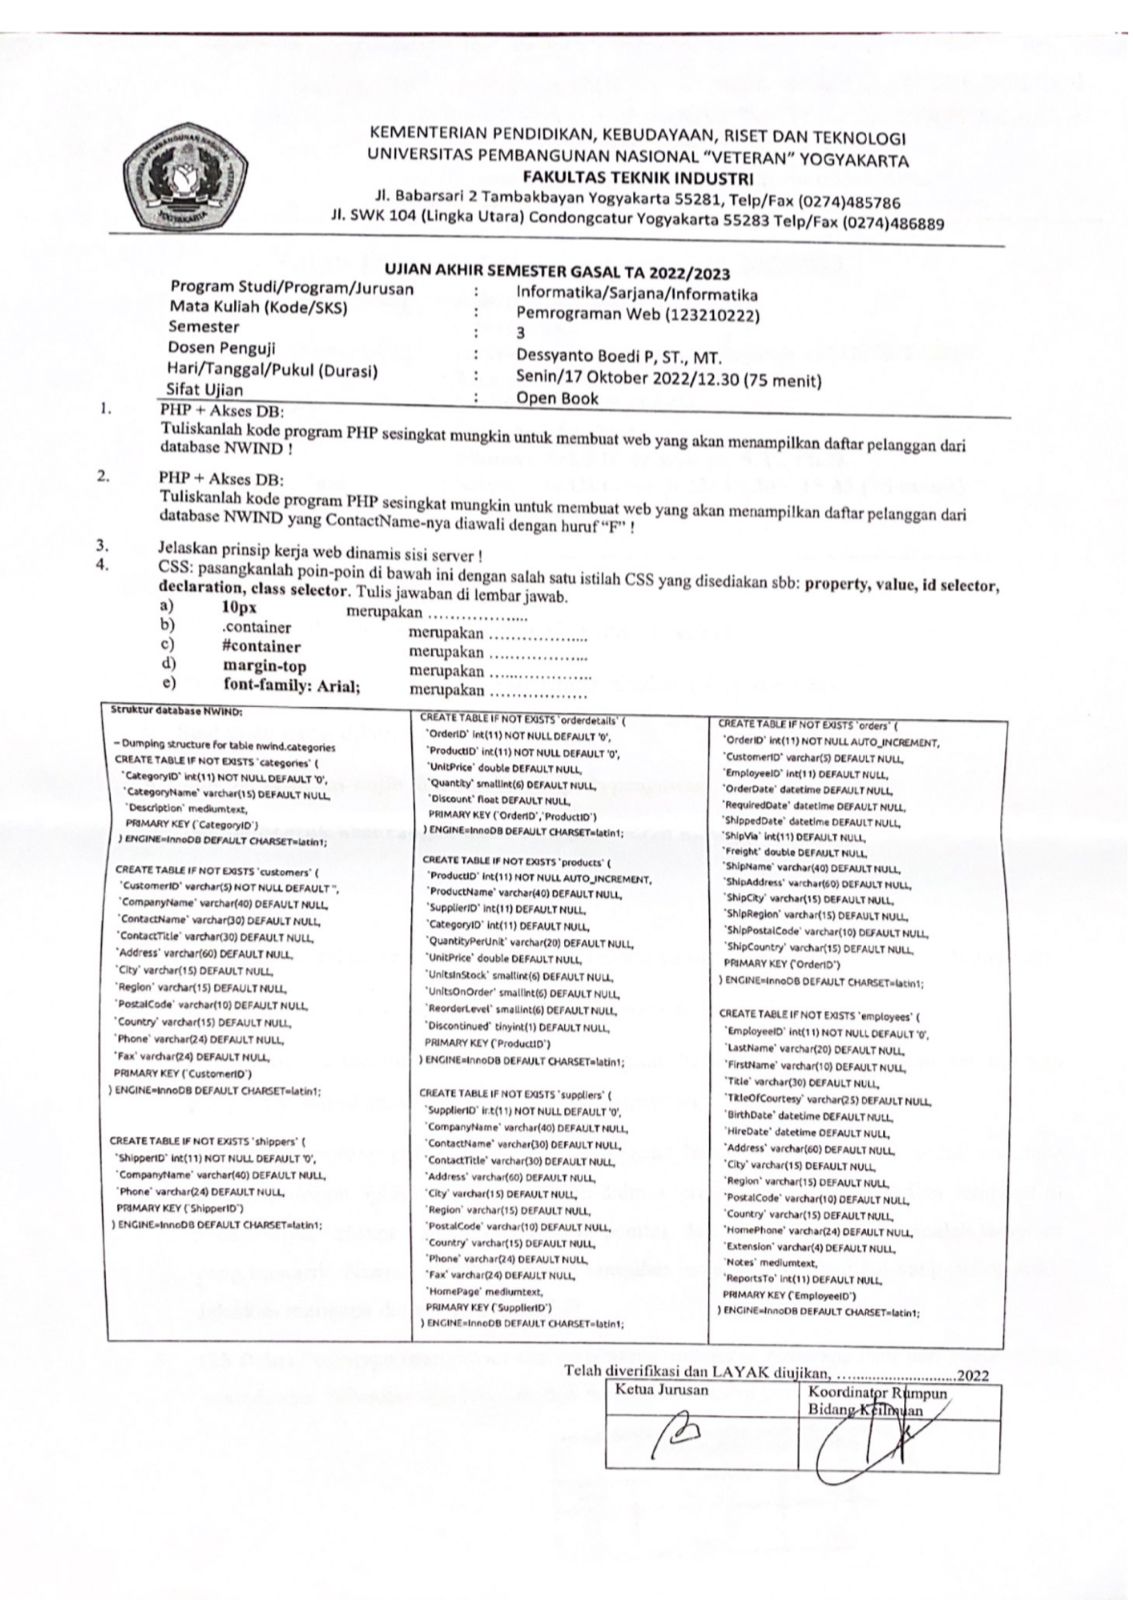 KEMENTERIAN PENDIDIKAN, KEBUDAYAAN, RISET DAN TEKNOLOGI
UNIVERSITAS PEMBANGUNAN NASIONAL "VETERAN" YOGYAKARTA
FAKULTAS TEKNIK INDUSTRI
Jl. Babarsari 2 Tambakbayan Yogyakarta 55281, Telp/Fax (0274)485786
Jl. SWK 104 (Lingka Utara) Condongcatur Yogyakarta 55283 Telp/Fax (0274)486889
YOGYAKARTA
UJIAN AKHIR SEMESTER GASAL TA 2022/2023
Program Studi/Program/Jurusan : Informatika/Sarjana/Informatika
Mata Kuliah (Kode/SKS) : Pemrograman Web (123210222)
Semester : 3
Dosen Penguji : Dessyanto Boedi P, ST., MT.
Hari/Tanggal/Pukul (Durasi) : Senin/17 Oktober 2022/12.30 (75 menit)
Sifat Ujian : Open Book
1. PHP + Akses DB:
Tuliskanlah kode program PHP sesingkat mungkin untuk membuat web yang akan menampilkan daftar pelanggan dari
database NWIND !
2. PHP + Akses DB:
Tuliskanlah kode program PHP sesingkat mungkin untuk membuat web yang akan menampilkan daftar pelanggan dari
database NWIND yang ContactName-nya diawali dengan huruf "F" !
3. Jelaskan prinsip kerja web dinamis sisi server !
4. CSS: pasangkanlah poin-poin di bawah ini dengan salah satu istilah CSS yang disediakan sbb: property, value, id selector,
declaration, class selector. Tulis jawaban di lembar jawab.
a) 10px merupakan ...................
b) .container merupakan ...................
c) #container merupakan ...................
d) margin-top merupakan ...................
e) font-family: Arial; merupakan ..................
Struktur database NWIND:
-- Dumping structure for table nwind.categories
CREATE TABLE IF NOT EXISTS `categories` (
`CategoryID` int(11) NOT NULL DEFAULT '0',
`CategoryName` varchar(15) DEFAULT NULL,
`Description` mediumtext,
PRIMARY KEY (`CategoryID`)
) ENGINE=InnoDB DEFAULT CHARSET=latin1;
CREATE TABLE IF NOT EXISTS `customers` (
`CustomerID` varchar(5) NOT NULL DEFAULT '',
`CompanyName` varchar(40) DEFAULT NULL,
`ContactName` varchar(30) DEFAULT NULL,
`ContactTitle` varchar(30) DEFAULT NULL,
`Address` varchar(60) DEFAULT NULL,
`City` varchar(15) DEFAULT NULL,
`Region` varchar(15) DEFAULT NULL,
`PostalCode` varchar(10) DEFAULT NULL,
`Country` varchar(15) DEFAULT NULL,
`Phone` varchar(24) DEFAULT NULL,
`Fax` varchar(24) DEFAULT NULL,
PRIMARY KEY (`CustomerID`)
) ENGINE=InnoDB DEFAULT CHARSET=latin1;
CREATE TABLE IF NOT EXISTS `shippers` (
`ShipperID` int(11) NOT NULL DEFAULT '0',
`CompanyName` varchar(40) DEFAULT NULL,
`Phone` varchar(24) DEFAULT NULL,
PRIMARY KEY (`ShipperID`)
) ENGINE=InnoDB DEFAULT CHARSET=latin1;
CREATE TABLE IF NOT EXISTS `orderdetails` (
`OrderID` int(11) NOT NULL DEFAULT '0',
`ProductID` int(11) NOT NULL DEFAULT '0',
`UnitPrice` double DEFAULT NULL,
`Quantity` smallint(6) DEFAULT NULL,
`Discount` float DEFAULT NULL,
PRIMARY KEY (`OrderID`,`ProductID`)
) ENGINE=InnoDB DEFAULT CHARSET=latin1;
CREATE TABLE IF NOT EXISTS `products` (
`ProductID` int(11) NOT NULL AUTO_INCREMENT,
`ProductName` varchar(40) DEFAULT NULL,
`SupplierID` int(11) DEFAULT NULL,
`CategoryID` int(11) DEFAULT NULL,
`QuantityPerUnit` varchar(20) DEFAULT NULL,
`UnitPrice` double DEFAULT NULL,
`UnitsInStock` smallint(6) DEFAULT NULL,
`UnitsOnOrder` smallint(6) DEFAULT NULL,
`ReorderLevel` smallint(6) DEFAULT NULL,
`Discontinued` tinyint(1) DEFAULT NULL,
PRIMARY KEY (`ProductID`)
) ENGINE=InnoDB DEFAULT CHARSET=latin1;
CREATE TABLE IF NOT EXISTS `suppliers` (
`SupplierID` int(11) NOT NULL DEFAULT '0',
`CompanyName` varchar(40) DEFAULT NULL,
`ContactName` varchar(30) DEFAULT NULL,
`ContactTitle` varchar(30) DEFAULT NULL,
`Address` varchar(60) DEFAULT NULL,
`City` varchar(15) DEFAULT NULL,
`Region` varchar(15) DEFAULT NULL,
`PostalCode` varchar(10) DEFAULT NULL,
`Country` varchar(15) DEFAULT NULL,
`Phone` varchar(24) DEFAULT NULL,
`Fax` varchar(24) DEFAULT NULL,
`HomePage` mediumtext,
PRIMARY KEY (`SupplierID`)
) ENGINE=InnoDB DEFAULT CHARSET=latin1;
CREATE TABLE IF NOT EXISTS `orders` (
`OrderID` int(11) NOT NULL AUTO_INCREMENT,
`CustomerID` varchar(5) DEFAULT NULL,
`EmployeeID` int(11) DEFAULT NULL,
`OrderDate` datetime DEFAULT NULL,
`RequiredDate` datetime DEFAULT NULL,
`ShippedDate` datetime DEFAULT NULL,
`ShipVia` int(11) DEFAULT NULL,
`Freight` double DEFAULT NULL,
`ShipName` varchar(40) DEFAULT NULL,
`ShipAddress` varchar(60) DEFAULT NULL,
`ShipCity` varchar(15) DEFAULT NULL,
`ShipRegion` varchar(15) DEFAULT NULL,
`ShipPostalCode` varchar(10) DEFAULT NULL,
`ShipCountry` varchar(15) DEFAULT NULL,
PRIMARY KEY (`OrderID`)
) ENGINE=InnoDB DEFAULT CHARSET=latin1;
CREATE TABLE IF NOT EXISTS `employees` (
`EmployeeID` int(11) NOT NULL DEFAULT '0',
`LastName` varchar(20) DEFAULT NULL,
`FirstName` varchar(10) DEFAULT NULL,
`Title` varchar(30) DEFAULT NULL,
`TitleOfCourtesy` varchar(25) DEFAULT NULL,
`BirthDate` datetime DEFAULT NULL,
`HireDate` datetime DEFAULT NULL,
`Address` varchar(60) DEFAULT NULL,
`City` varchar(15) DEFAULT NULL,
`Region` varchar(15) DEFAULT NULL,
`PostalCode` varchar(10) DEFAULT NULL,
`Country` varchar(15) DEFAULT NULL,
`HomePhone` varchar(24) DEFAULT NULL,
`Extension` varchar(4) DEFAULT NULL,
`Notes` mediumtext,
`ReportsTo` int(11) DEFAULT NULL,
PRIMARY KEY (`EmployeeID`)
) ENGINE=InnoDB DEFAULT CHARSET=latin1;
Telah diverifikasi dan LAYAK diujikan, ............................2022
Ketua Jurusan
Koordinator Rumpun
Bidang Keilmuan